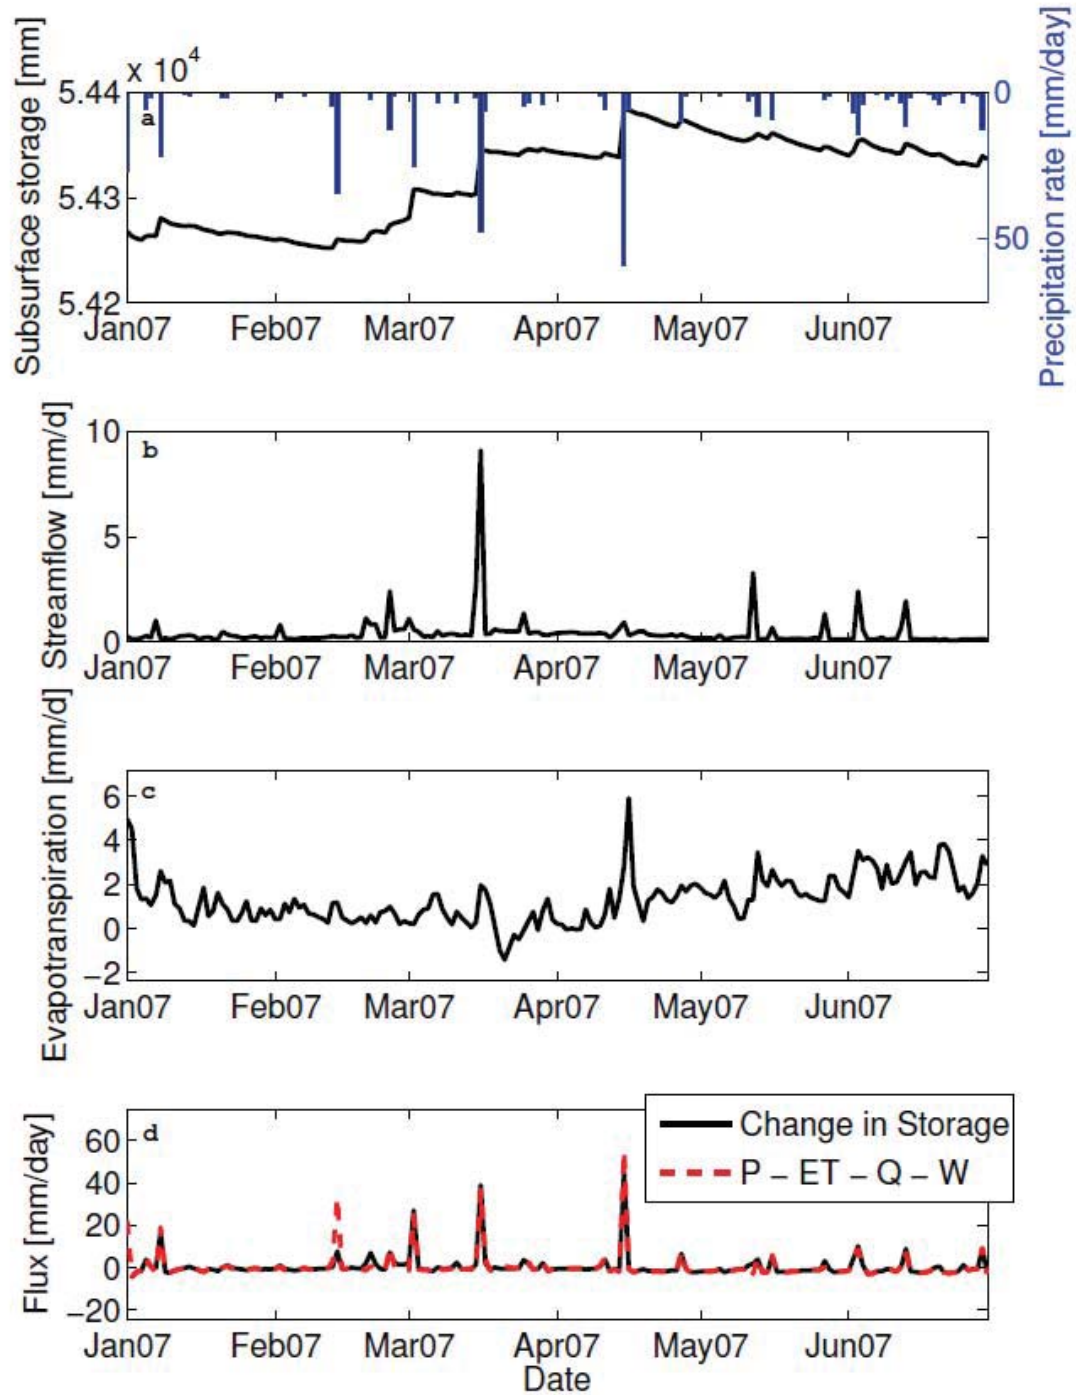 x 10⁴
Subsurface storage [mm]
5.44
5.43
5.42
a
0
50
Precipitation rate [mm/day]
Jan07 Feb07 Mar07 Apr07 May07 Jun07
Streamflow [mm/d]
10
5
0
b
Jan07 Feb07 Mar07 Apr07 May07 Jun07
Evapotranspiration [mm/d]
6
4
2
0
−2
c
Jan07 Feb07 Mar07 Apr07 May07 Jun07
Flux [mm/day]
60
40
20
0
−20
d
Change in Storage
P − ET − Q − W
Jan07 Feb07 Mar07 Apr07 May07 Jun07
Date